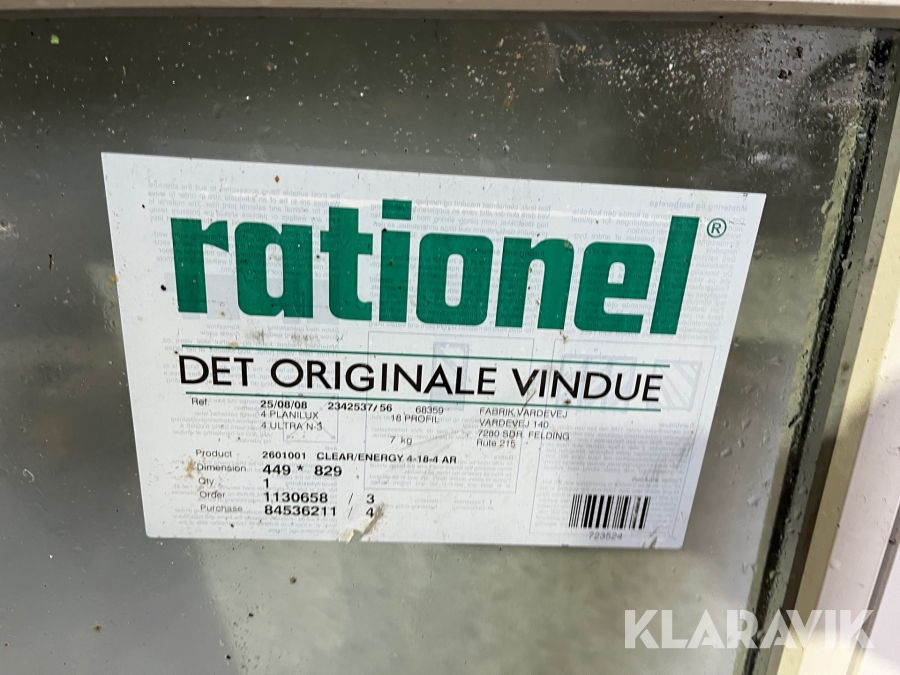 rationel®
DET ORIGINALE VINDUE
Ref. 25/08/08 2342537/56 68359 FABRIK, VARDEVEJ
4 PLANILUX 18 PROFIL VARDEVEJ 140
4 ULTRA N-3 7280 SDR FELDING
7 kg Rute 215
Product 2601001 CLEAR/ENERGY 4-18-4 AR
Dimension 449 * 829
Qty 1
Order 1130658 / 3
Purchase 84536211 / 4
723524
KLARAVIK